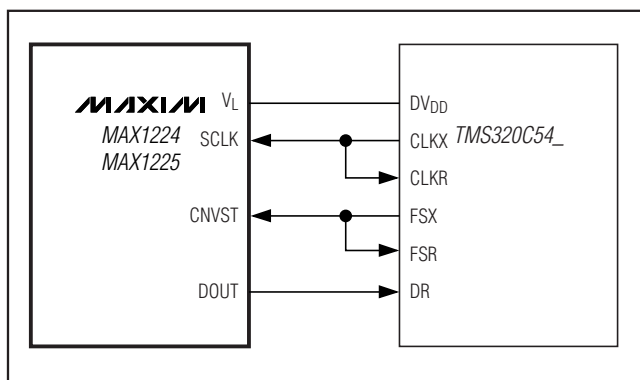 MAXIM
MAX1224
MAX1225
VL
SCLK
CNVST
DOUT
DVDD
CLKX
CLKR
FSX
FSR
DR
TMS320C54_